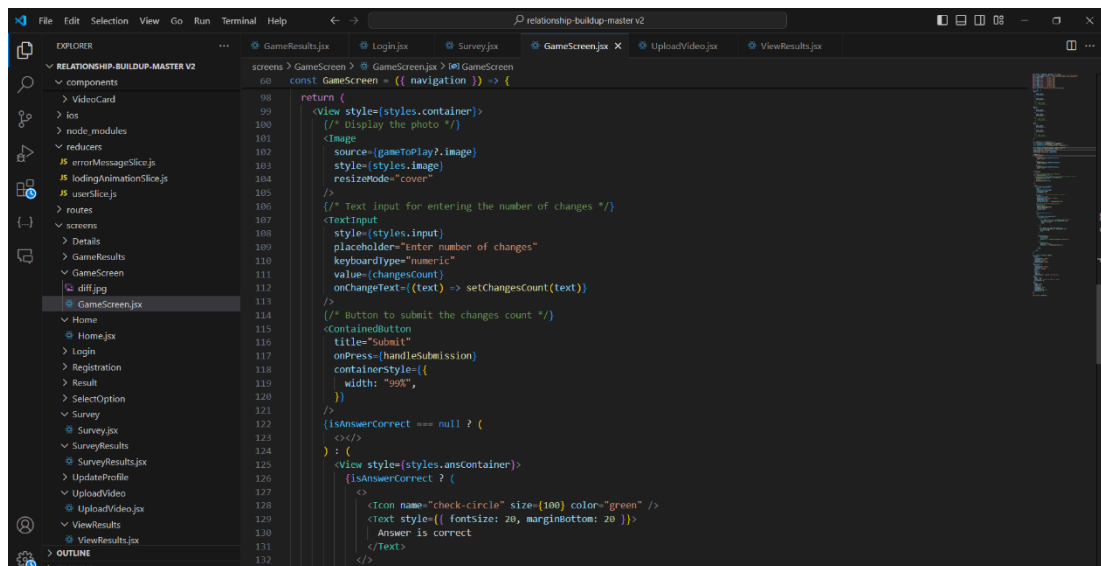 File Edit Selection View Go Run Terminal Help
relationship-buildup-master v2
EXPLORER
RELATIONSHIP-BUILDUP-MASTER V2
components
VideoCard
ios
node_modules
reducers
JS errorMessageSlice.js
JS lodingAnimationSlice.js
JS userSlice.js
routes
screens
Details
GameResults
GameScreen
diff.jpg
GameScreen.jsx
Home
Home.jsx
Login
Registration
Result
SelectOption
Survey
Survey.jsx
SurveyResults
SurveyResults.jsx
UpdateProfile
UploadVideo
UploadVideo.jsx
ViewResults
ViewResults.jsx
OUTLINE
GameResults.jsx Login.jsx Survey.jsx GameScreen.jsx UploadVideo.jsx ViewResults.jsx
screens > GameScreen > GameScreen.jsx > GameScreen
60 const GameScreen = ({ navigation }) => {
98 return (
99 <View style={styles.container}>
100 {/* Display the photo */}
101 <Image
102 source={gameToPlay?.image}
103 style={styles.image}
104 resizeMode="cover"
105 />
106 {/* Text input for entering the number of changes */}
107 <TextInput
108 style={styles.input}
109 placeholder="Enter number of changes"
110 keyboardType="numeric"
111 value={changesCount}
112 onChangeText={(text) => setChangesCount(text)}
113 />
114 {/* Button to submit the changes count */}
115 <ContainedButton
116 title="Submit"
117 onPress={handleSubmission}
118 containerStyle={{
119 width: "99%",
120 }}
121 />
122 {isAnswerCorrect === null ? (
123 <></>
124 ) : (
125 <View style={styles.ansContainer}>
126 {isAnswerCorrect ? (
127 <>
128 <Icon name="check-circle" size={100} color="green" />
129 <Text style={{ fontSize: 20, marginBottom: 20 }}>
130 Answer is correct
131 </Text>
132 </>